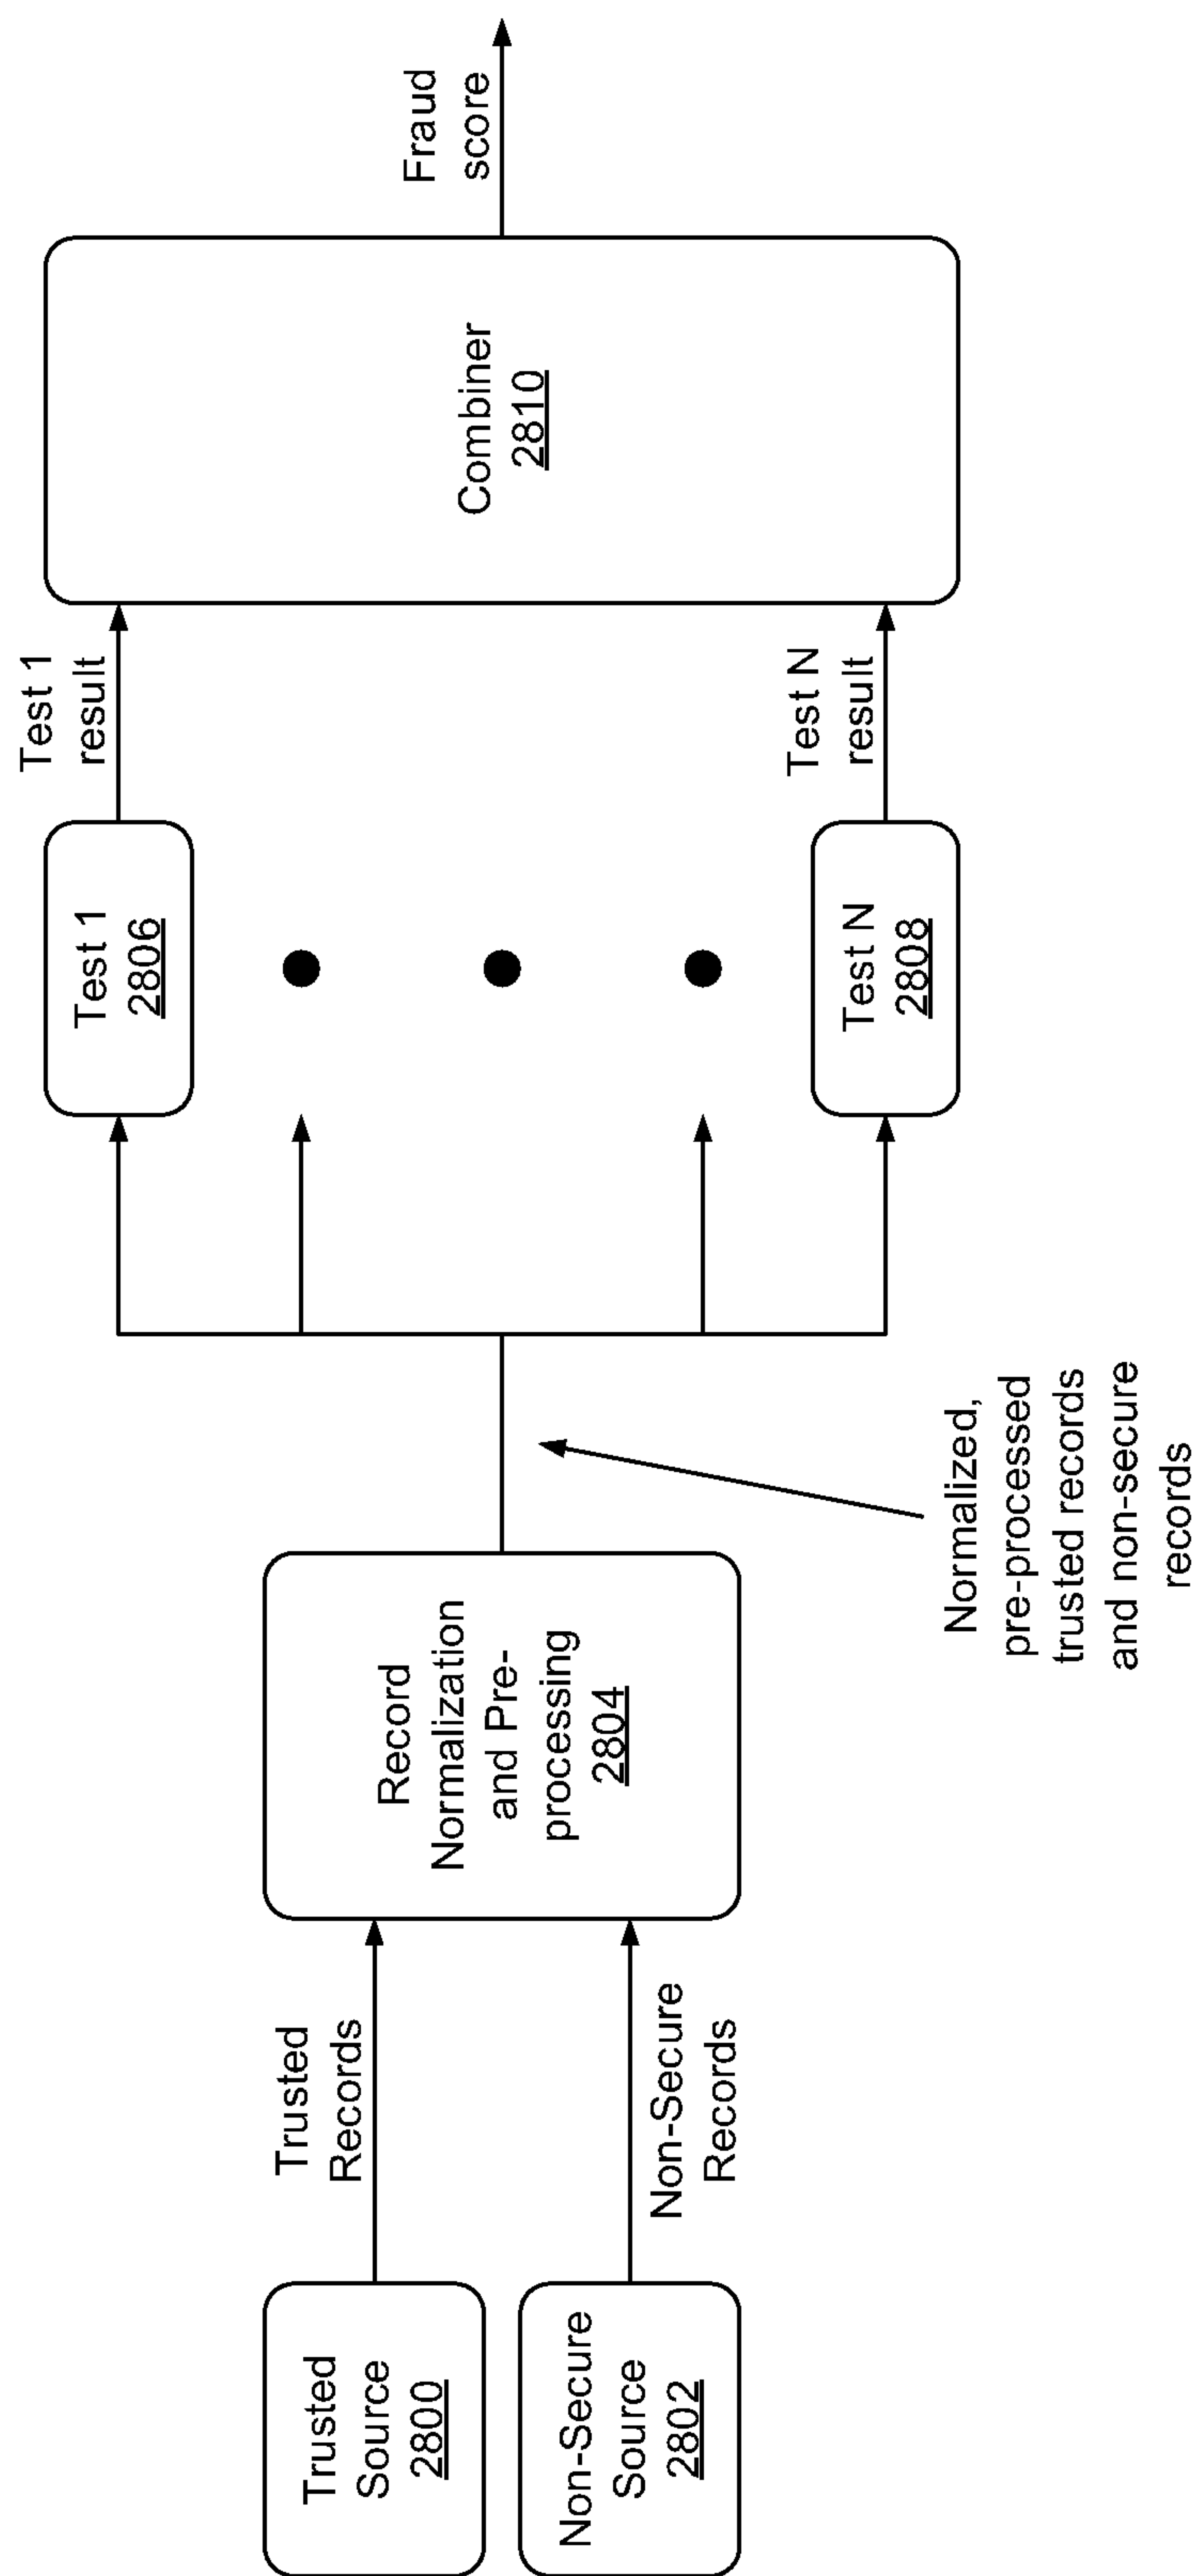 Trusted
Source
2800
Non-Secure
Source
2802
Trusted
Records
Non-Secure
Records
Record
Normalization
and Pre-
processing
2804
Normalized,
pre-processed
trusted records
and non-secure
records
Test 1
2806
Test N
2808
Test 1
result
Test N
result
Combiner
2810
Fraud
score